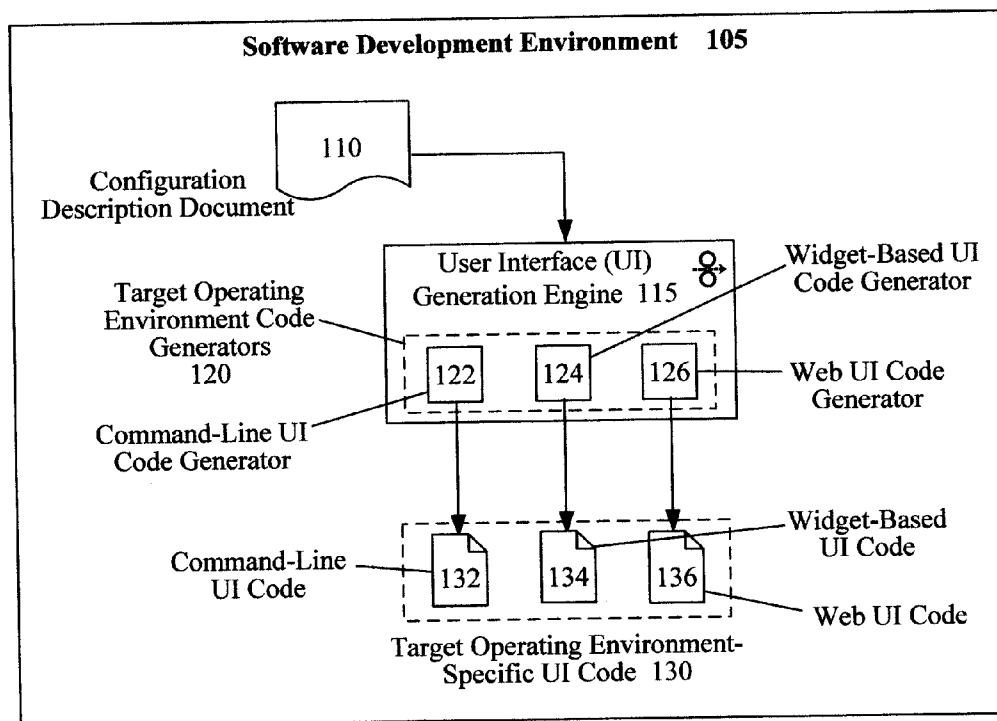 Software Development Environment 105
110
Configuration
Description Document
User Interface (UI)
Generation Engine 115
Widget-Based UI
Code Generator
Target Operating
Environment Code
Generators
120
122
124
126
Web UI Code
Generator
Command-Line UI
Code Generator
Command-Line
UI Code
132
134
136
Widget-Based
UI Code
Web UI Code
Target Operating Environment-
Specific UI Code 130